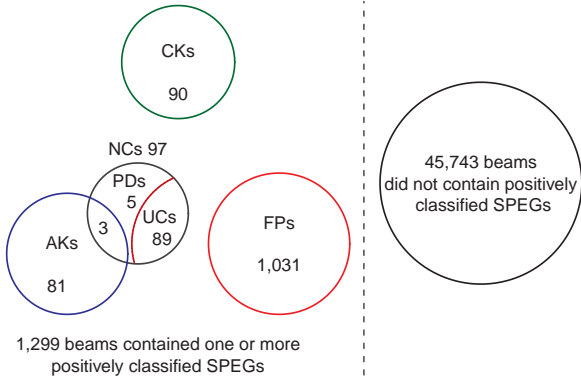 CKs
90
NCs 97
PDs
5
UCs
89
3
AKs
81
FPs
1,031
1,299 beams contained one or more
positively classified SPEGs
45,743 beams
did not contain positively
classified SPEGs